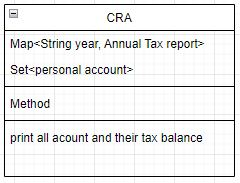 CRA
Map<String year, Annual Tax report>
Set<personal account>
Method
print all acount and their tax balance